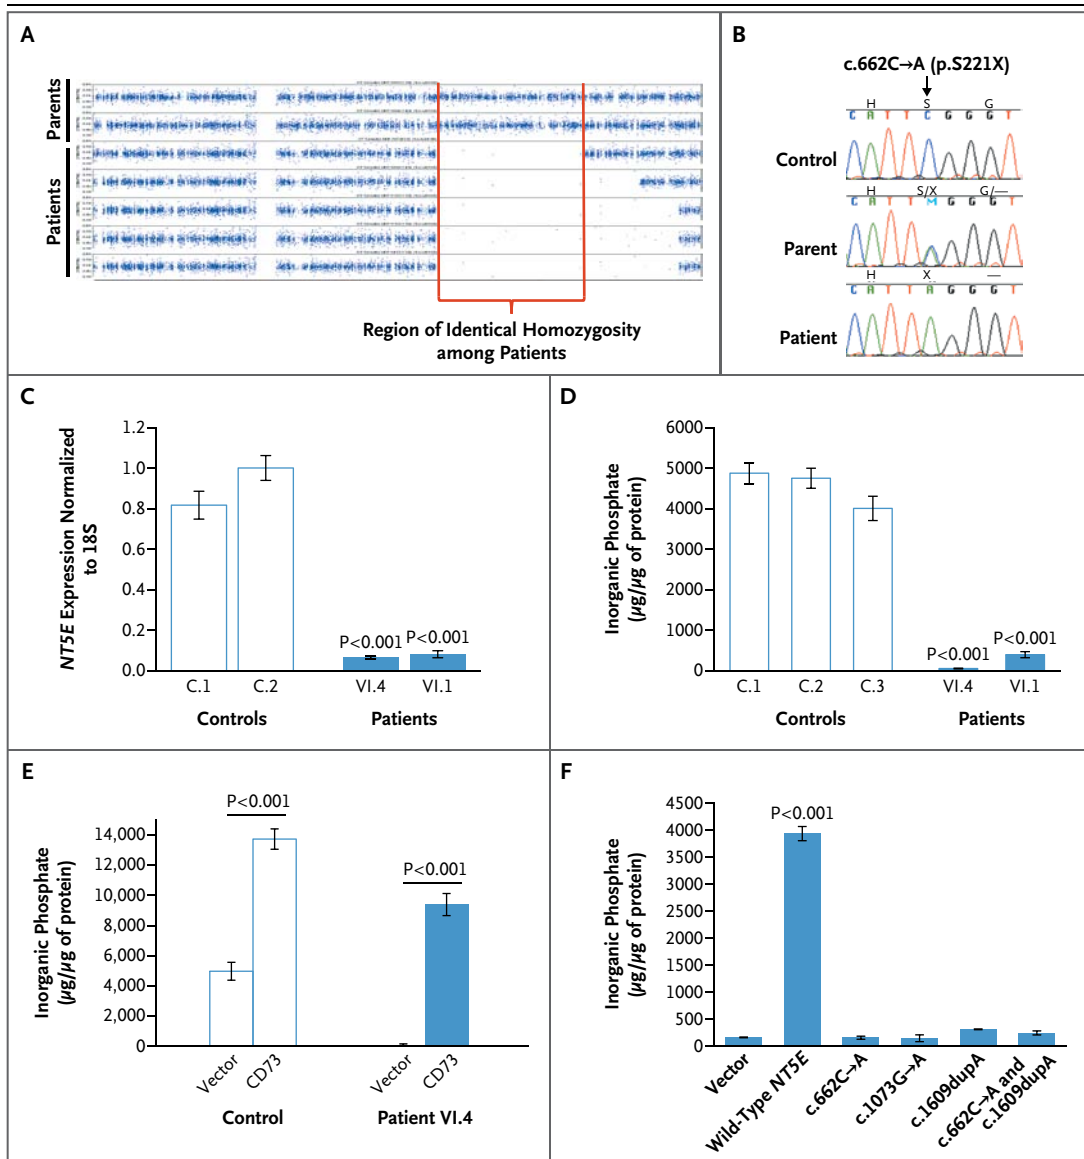 A
Parents
Patients
Region of Identical Homozygosity
among Patients
B
c.662C→A (p.S221X)
H S G
C A T T C G G G T
Control
H S/X G/—
C A T T M G G G T
Parent
H X —
C A T T A G G G T
Patient
C
NT5E Expression Normalized
to 18S
1.2
1.0
0.8
0.6
0.4
0.2
0.0
P<0.001
P<0.001
C.1
C.2
VI.4
VI.1
Controls
Patients
D
Inorganic Phosphate
(µg/µg of protein)
6000
5000
4000
3000
2000
1000
0
P<0.001
P<0.001
C.1
C.2
C.3
VI.4
VI.1
Controls
Patients
E
Inorganic Phosphate
(µg/µg of protein)
14,000
12,000
10,000
8,000
6,000
4,000
2,000
0
P<0.001
P<0.001
Vector
CD73
Vector
CD73
Control
Patient VI.4
F
Inorganic Phosphate
(µg/µg of protein)
4500
4000
3500
3000
2500
2000
1500
1000
500
0
P<0.001
Vector
Wild-Type NT5E
c.662C→A
c.1073G→A
c.1609dupA
c.662C→A and
c.1609dupA